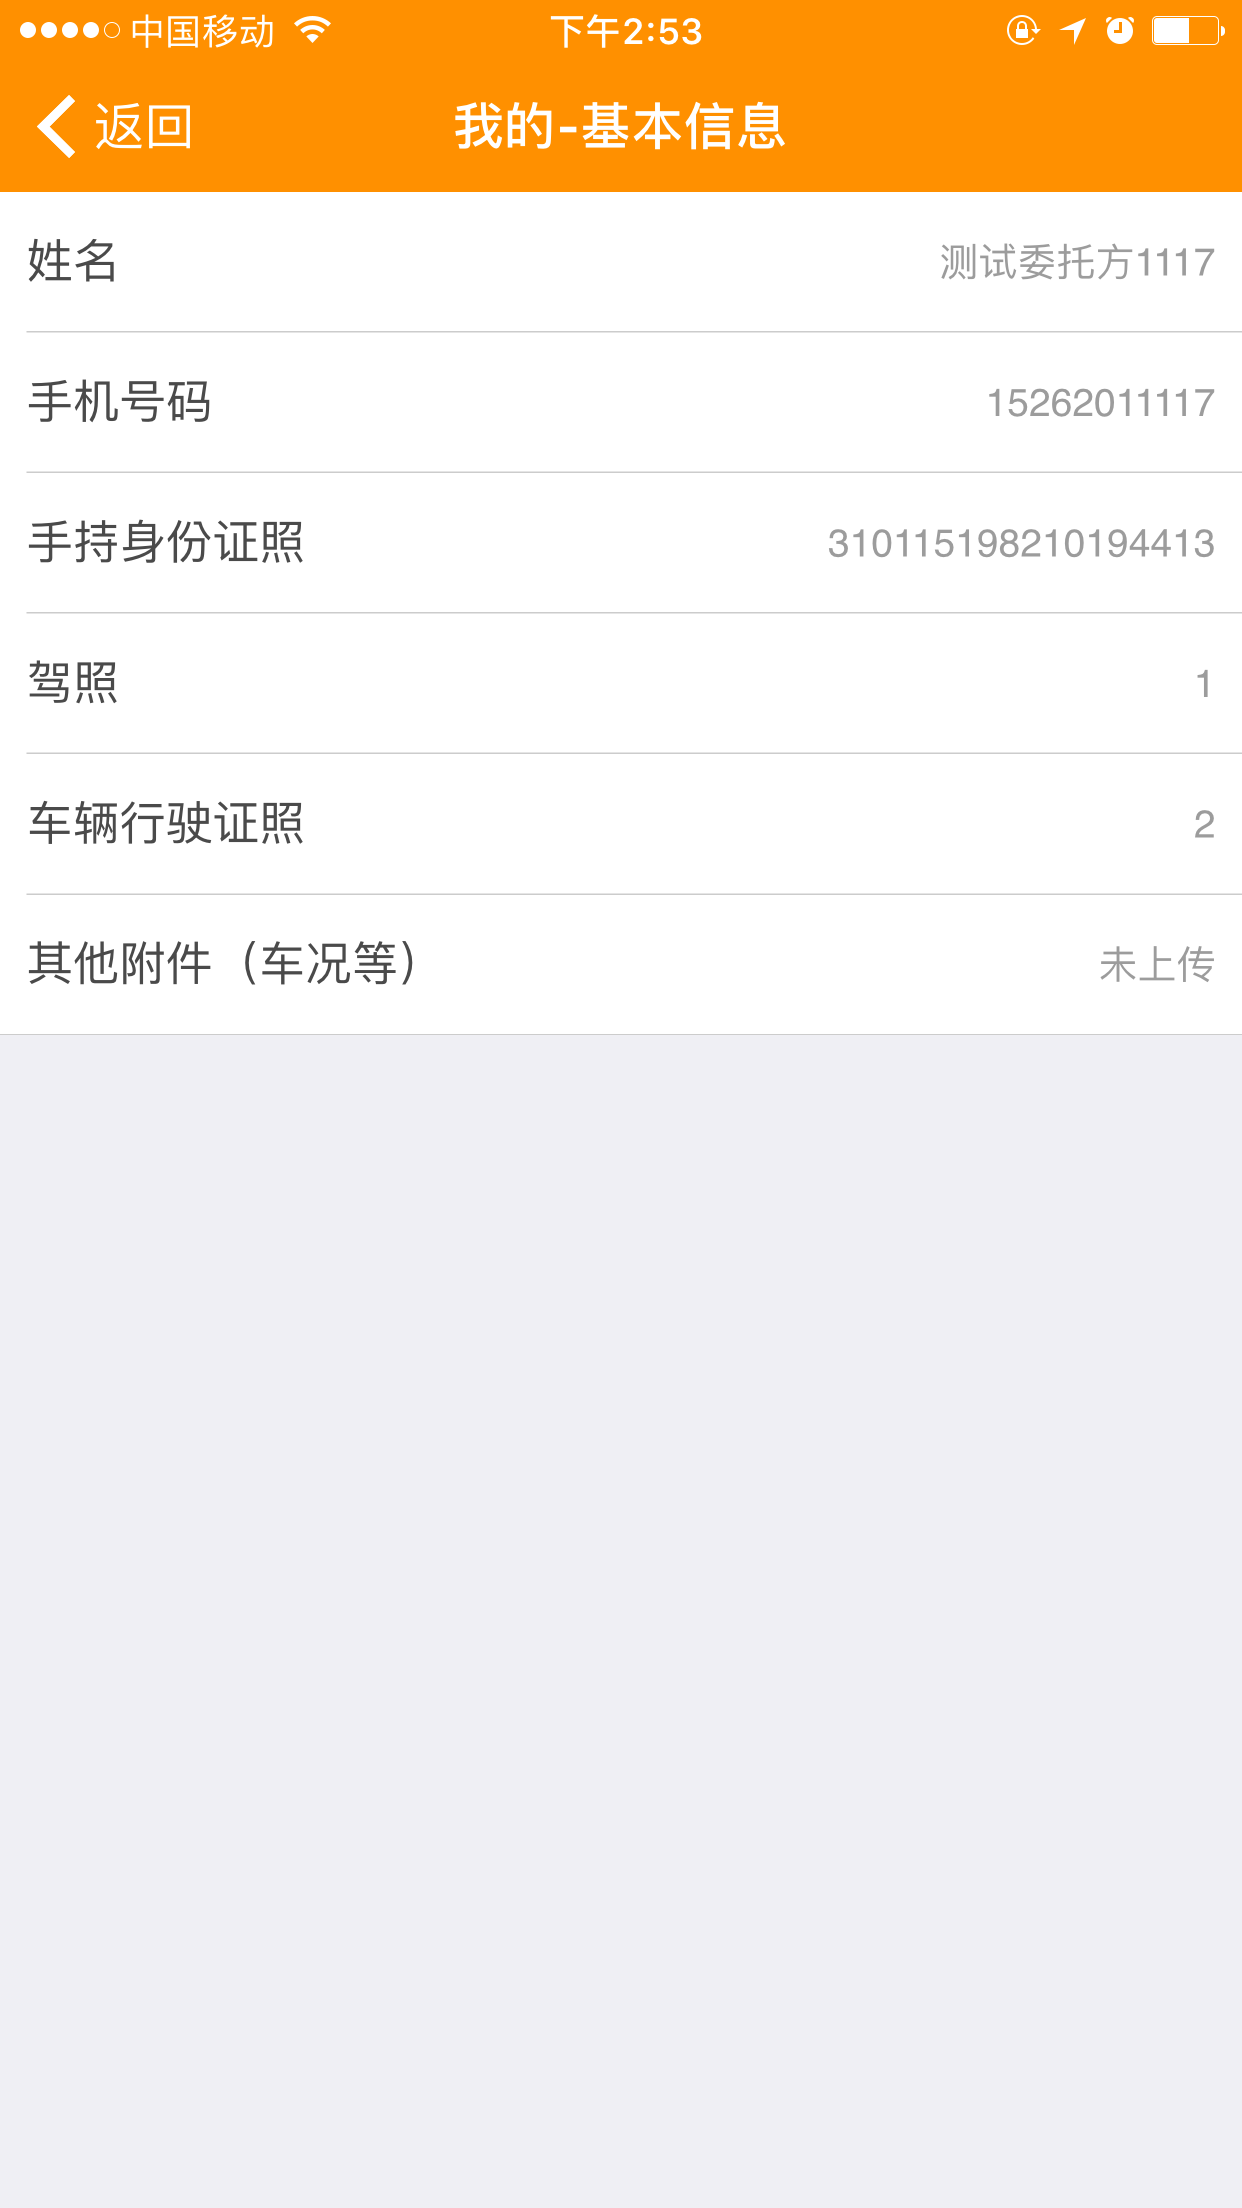 中国移动 下午2:53
返回 我的-基本信息
姓名 测试委托方1117
手机号码 15262011117
手持身份证照 310115198210194413
驾照 1
车辆行驶证照 2
其他附件（车况等） 未上传